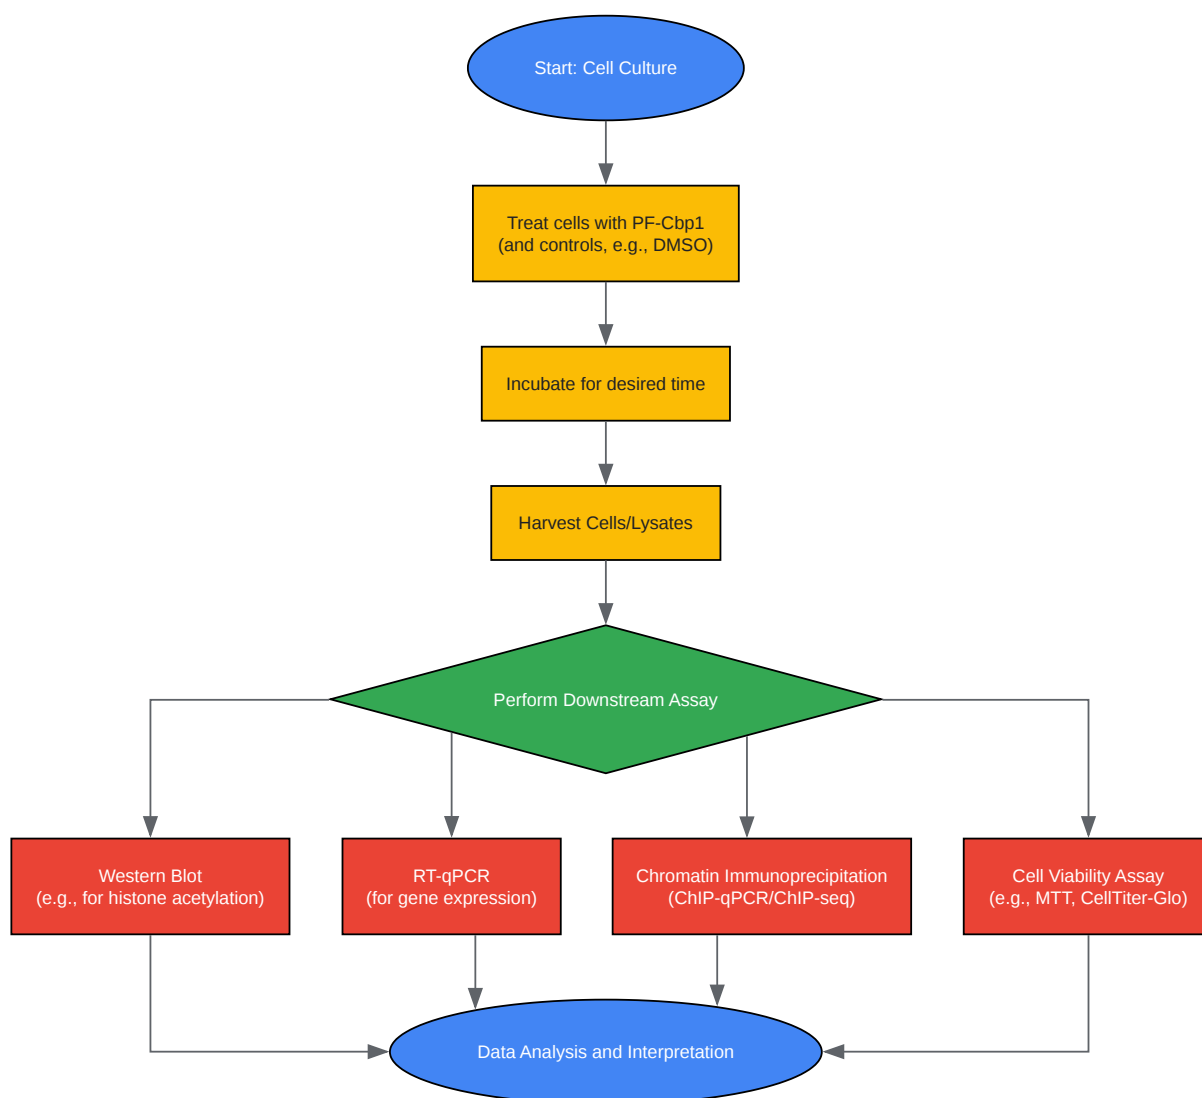 Start: Cell Culture
Treat cells with PF-Cbp1
(and controls, e.g., DMSO)
Incubate for desired time
Harvest Cells/Lysates
Perform Downstream Assay
Western Blot
(e.g., for histone acetylation)
RT-qPCR
(for gene expression)
Chromatin Immunoprecipitation
(ChIP-qPCR/ChIP-seq)
Cell Viability Assay
(e.g., MTT, CellTiter-Glo)
Data Analysis and Interpretation